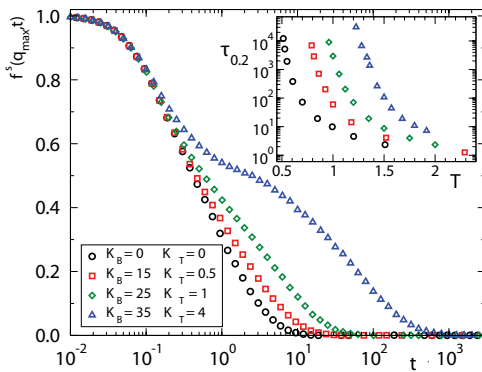 f^s(q_max,t)
1.0
0.8
0.6
0.4
0.2
0.0
10^-2 10^-1 10^0 10^1 10^2 10^3
t
K_B=0 K_T=0
K_B=15 K_T=0.5
K_B=25 K_T=1
K_B=35 K_T=4
τ_0.2
10^4
10^3
10^2
10^1
10^0
0.5 1 1.5 2
T